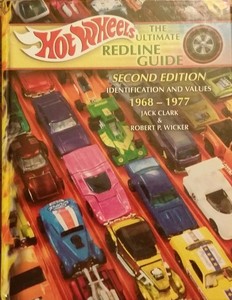 Hot Wheels
THE
ULTIMATE
REDLINE
GUIDE
SECOND EDITION
IDENTIFICATION AND VALUES
1968 – 1977
JACK CLARK
&
ROBERT P. WICKER